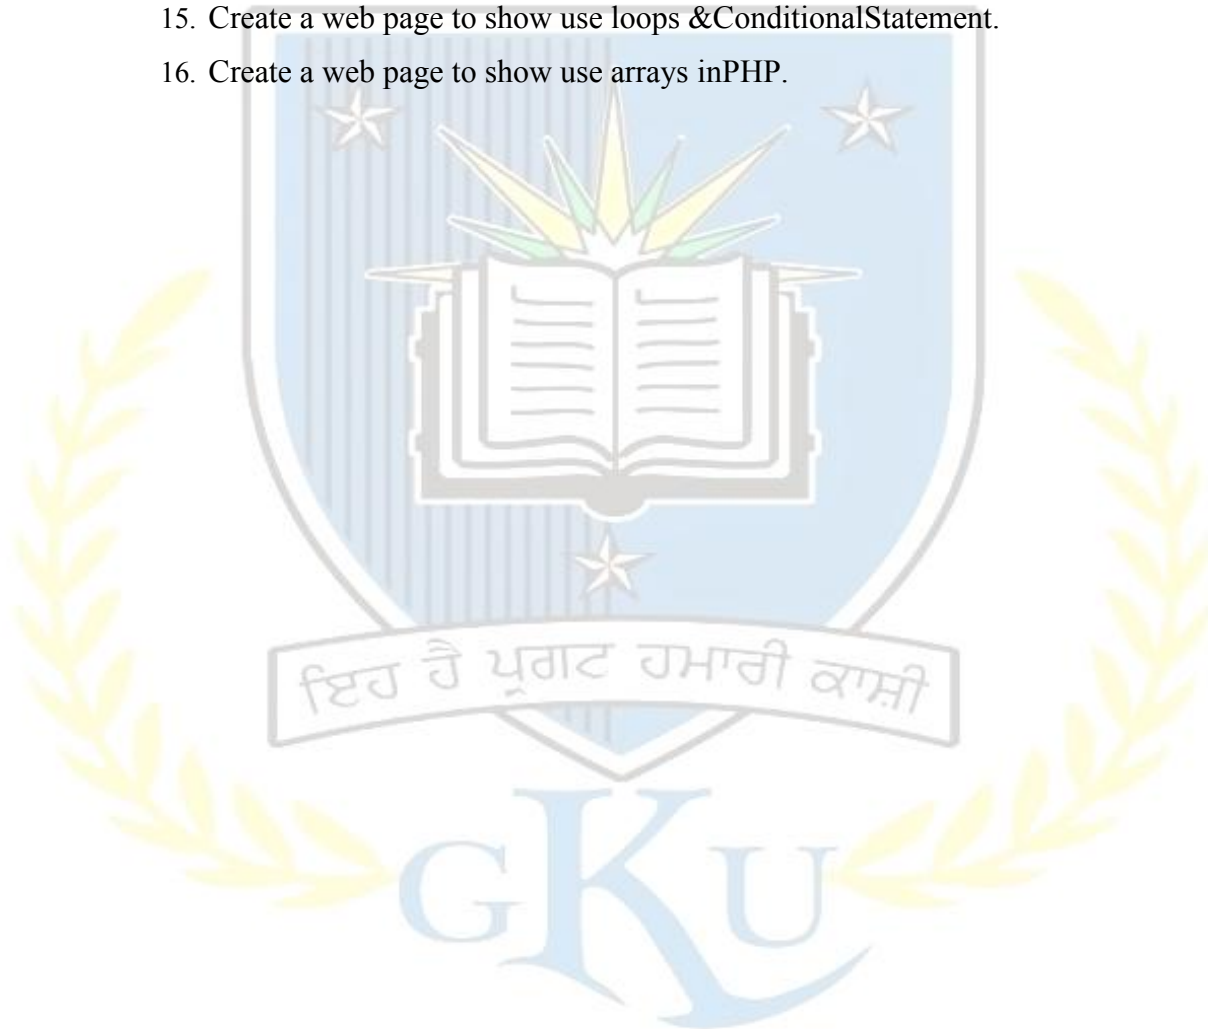 15. Create a web page to show use loops &ConditionalStatement.
16. Create a web page to show use arrays inPHP.
ਇਹ ਹੈ ਪ੍ਰਗਟ ਹਮਾਰੀ ਕਾਸ਼ੀ
GKU